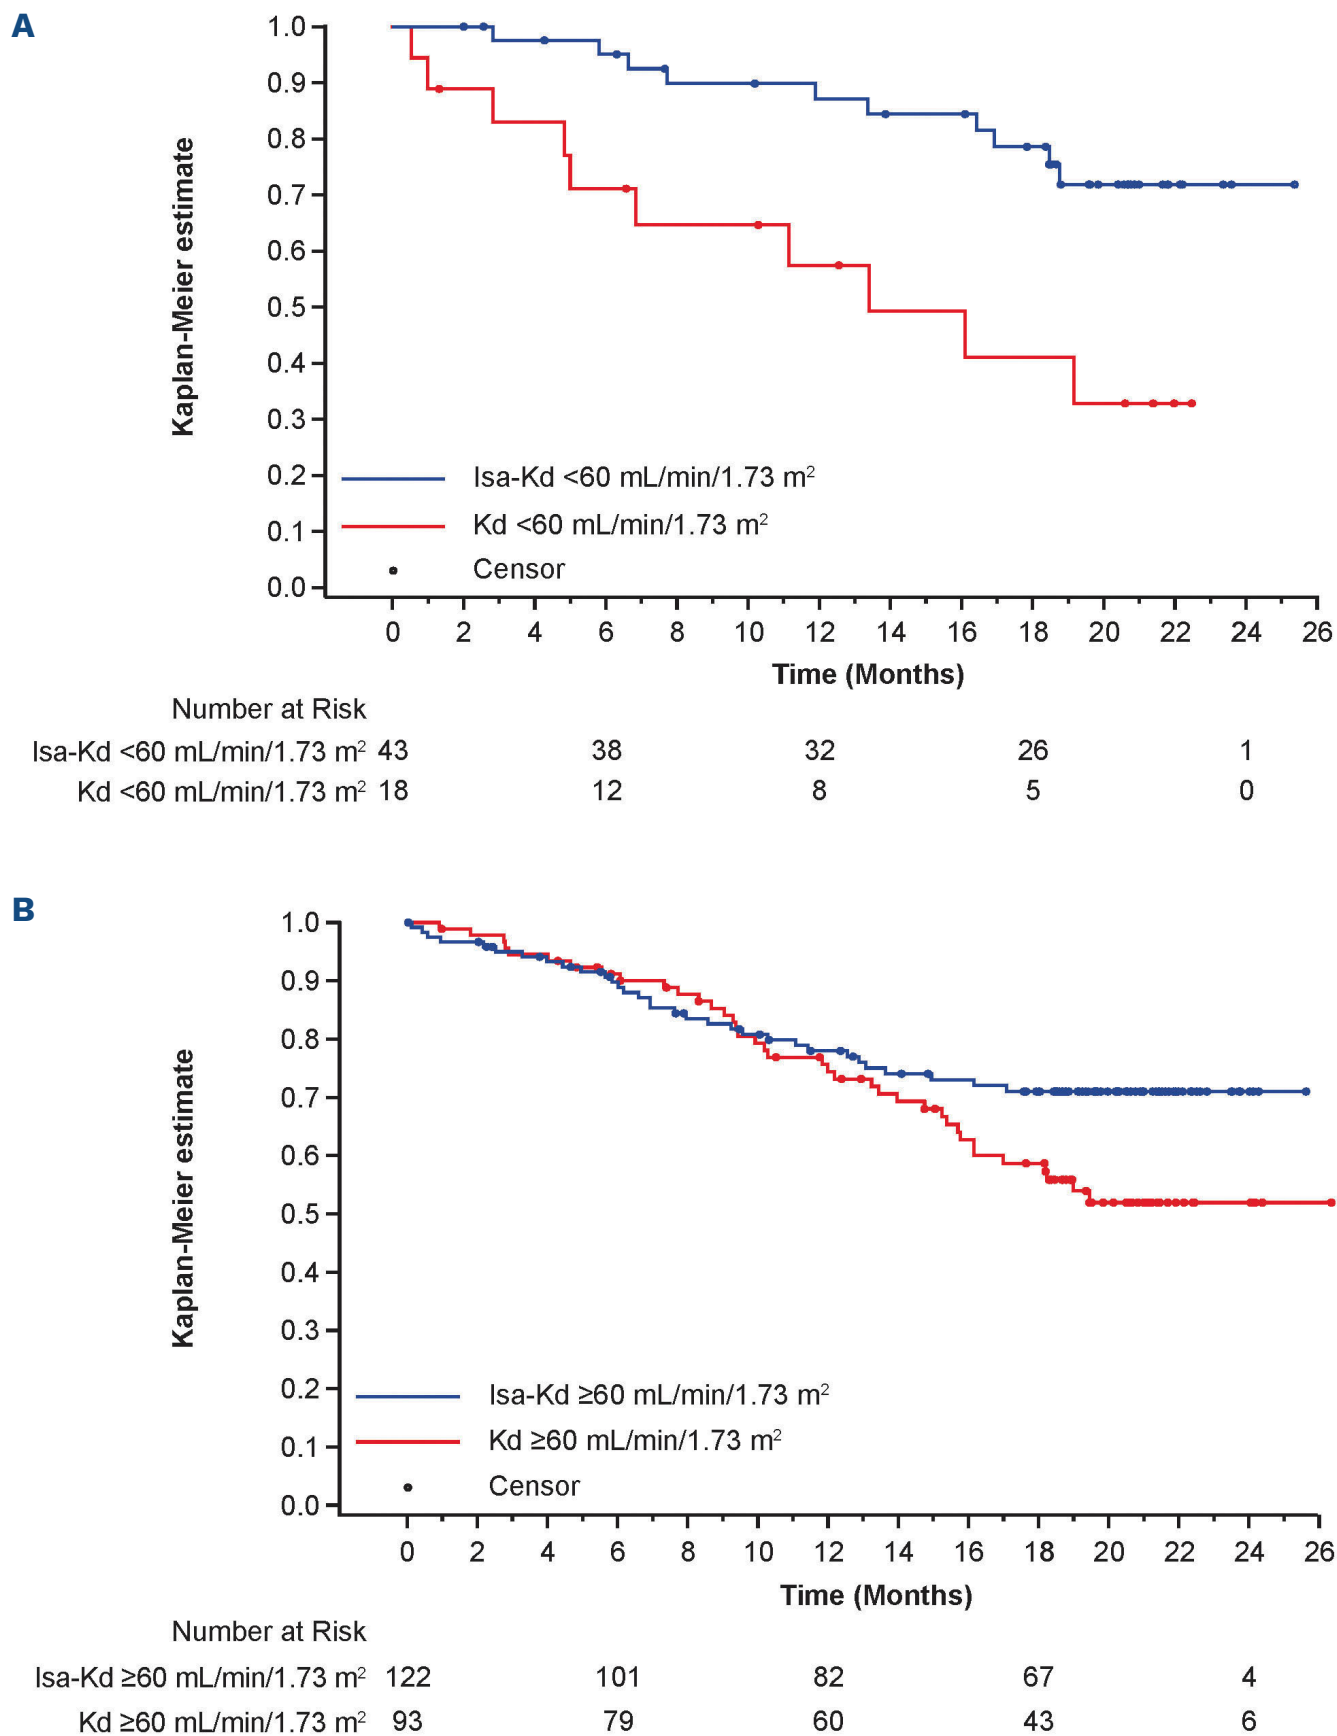 A
Kaplan-Meier estimate
1.0
0.9
0.8
0.7
0.6
0.5
0.4
0.3
0.2
0.1
0.0
Isa-Kd <60 mL/min/1.73 m²
Kd <60 mL/min/1.73 m²
Censor
0 2 4 6 8 10 12 14 16 18 20 22 24 26
Time (Months)
Number at Risk
Isa-Kd <60 mL/min/1.73 m² 43 38 32 26 1
Kd <60 mL/min/1.73 m² 18 12 8 5 0
B
Kaplan-Meier estimate
1.0
0.9
0.8
0.7
0.6
0.5
0.4
0.3
0.2
0.1
0.0
Isa-Kd ≥60 mL/min/1.73 m²
Kd ≥60 mL/min/1.73 m²
Censor
0 2 4 6 8 10 12 14 16 18 20 22 24 26
Time (Months)
Number at Risk
Isa-Kd ≥60 mL/min/1.73 m² 122 101 82 67 4
Kd ≥60 mL/min/1.73 m² 93 79 60 43 6